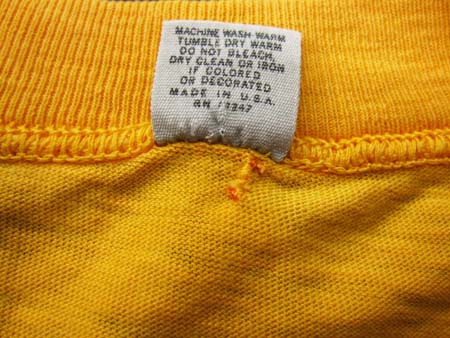 MACHINE WASH WARM
TUMBLE DRY WARM
DO NOT BLEACH,
DRY CLEAN OR IRON
IF COLORED
OR DECORATED
MADE IN U.S.A.
RN